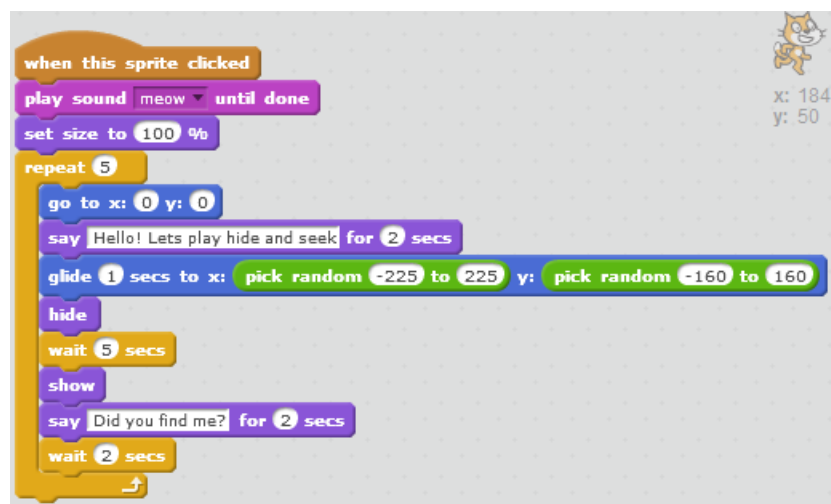 when this sprite clicked
play sound meow until done
x: 184
y: 50
set size to 100 %
repeat 5
go to x: 0 y: 0
say Hello! Lets play hide and seek for 2 secs
glide 1 secs to x: pick random -225 to 225 y: pick random -160 to 160
hide
wait 5 secs
show
say Did you find me? for 2 secs
wait 2 secs